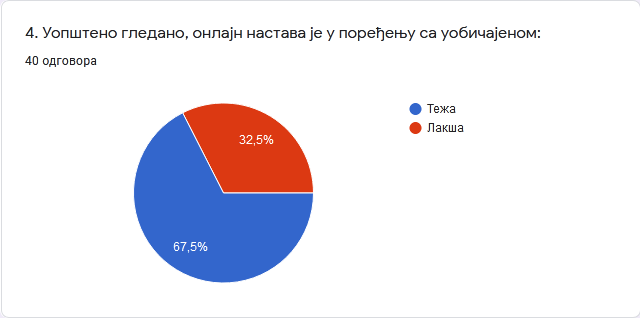 4. Уопштено гледано, онлајн настава је у поређењу са уобичајеном:
40 одговора
Тежа
Лакша
32,5%
67,5%